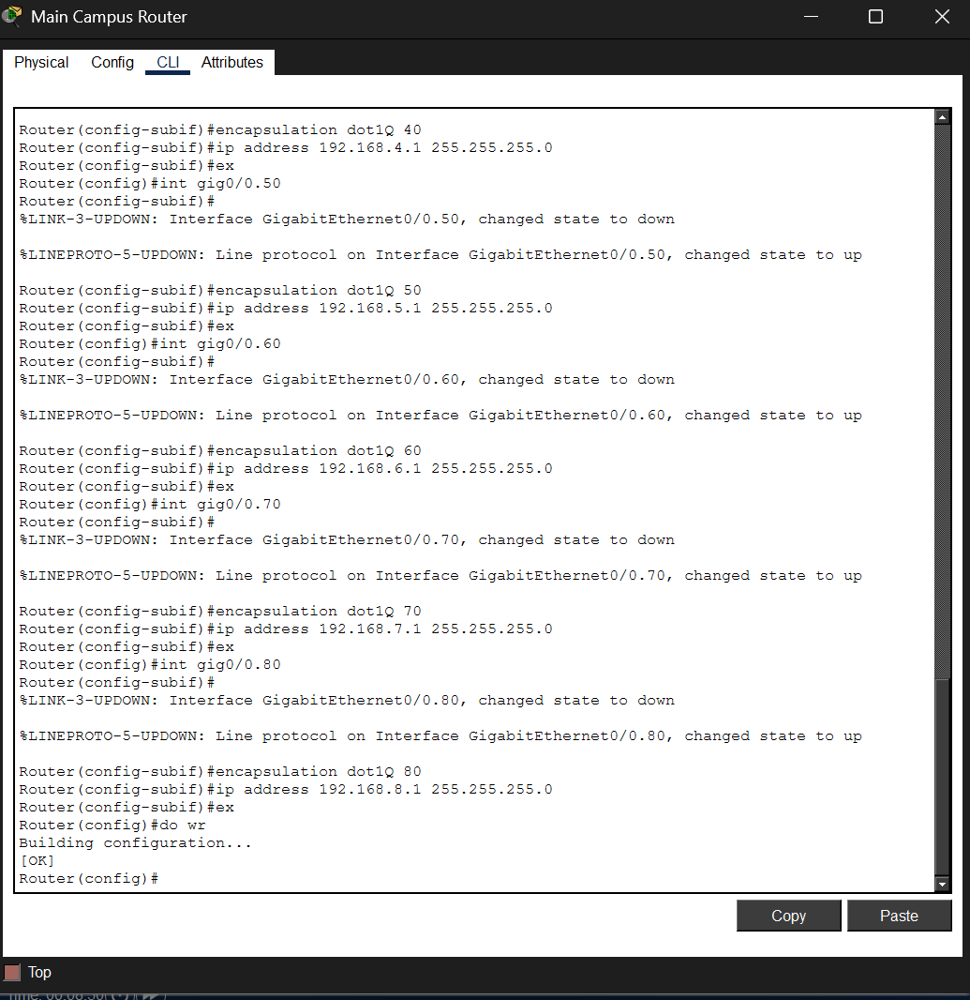 Main Campus Router
Physical Config CLI Attributes
Router(config-subif)#encapsulation dot1Q 40
Router(config-subif)#ip address 192.168.4.1 255.255.255.0
Router(config-subif)#ex
Router(config)#int gig0/0.50
Router(config-subif)#
%LINK-3-UPDOWN: Interface GigabitEthernet0/0.50, changed state to down
%LINEPROTO-5-UPDOWN: Line protocol on Interface GigabitEthernet0/0.50, changed state to up
Router(config-subif)#encapsulation dot1Q 50
Router(config-subif)#ip address 192.168.5.1 255.255.255.0
Router(config-subif)#ex
Router(config)#int gig0/0.60
Router(config-subif)#
%LINK-3-UPDOWN: Interface GigabitEthernet0/0.60, changed state to down
%LINEPROTO-5-UPDOWN: Line protocol on Interface GigabitEthernet0/0.60, changed state to up
Router(config-subif)#encapsulation dot1Q 60
Router(config-subif)#ip address 192.168.6.1 255.255.255.0
Router(config-subif)#ex
Router(config)#int gig0/0.70
Router(config-subif)#
%LINK-3-UPDOWN: Interface GigabitEthernet0/0.70, changed state to down
%LINEPROTO-5-UPDOWN: Line protocol on Interface GigabitEthernet0/0.70, changed state to up
Router(config-subif)#encapsulation dot1Q 70
Router(config-subif)#ip address 192.168.7.1 255.255.255.0
Router(config-subif)#ex
Router(config)#int gig0/0.80
Router(config-subif)#
%LINK-3-UPDOWN: Interface GigabitEthernet0/0.80, changed state to down
%LINEPROTO-5-UPDOWN: Line protocol on Interface GigabitEthernet0/0.80, changed state to up
Router(config-subif)#encapsulation dot1Q 80
Router(config-subif)#ip address 192.168.8.1 255.255.255.0
Router(config-subif)#ex
Router(config)#do wr
Building configuration...
[OK]
Router(config)#
Copy Paste
Top